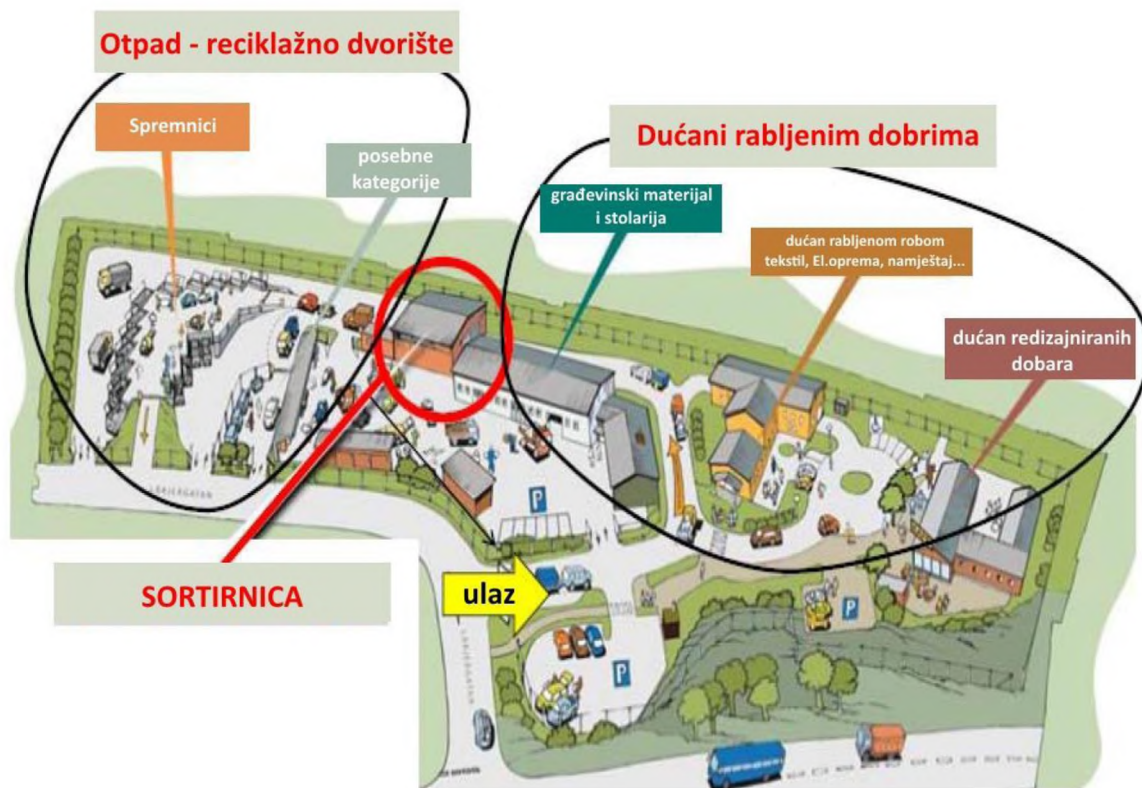 Otpad - reciklažno dvorište
Spremnici
posebne
kategorije
Dućani rabljenim dobrima
građevinski materijal
i stolarija
dućan rabljenom robom
tekstil, El.oprema, namještaj...
dućan redizajniranih
dobara
SORTIRNICA
ulaz
P
P
P